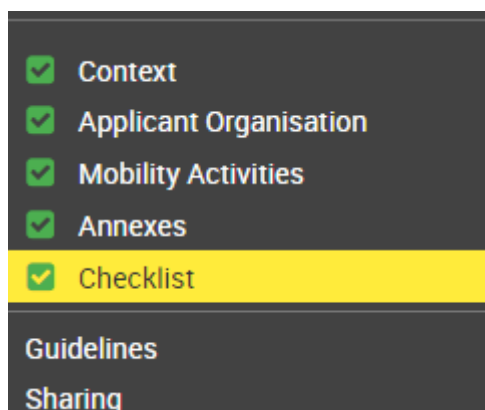 Context
Applicant Organisation
Mobility Activities
Annexes
Checklist
Guidelines
Sharing